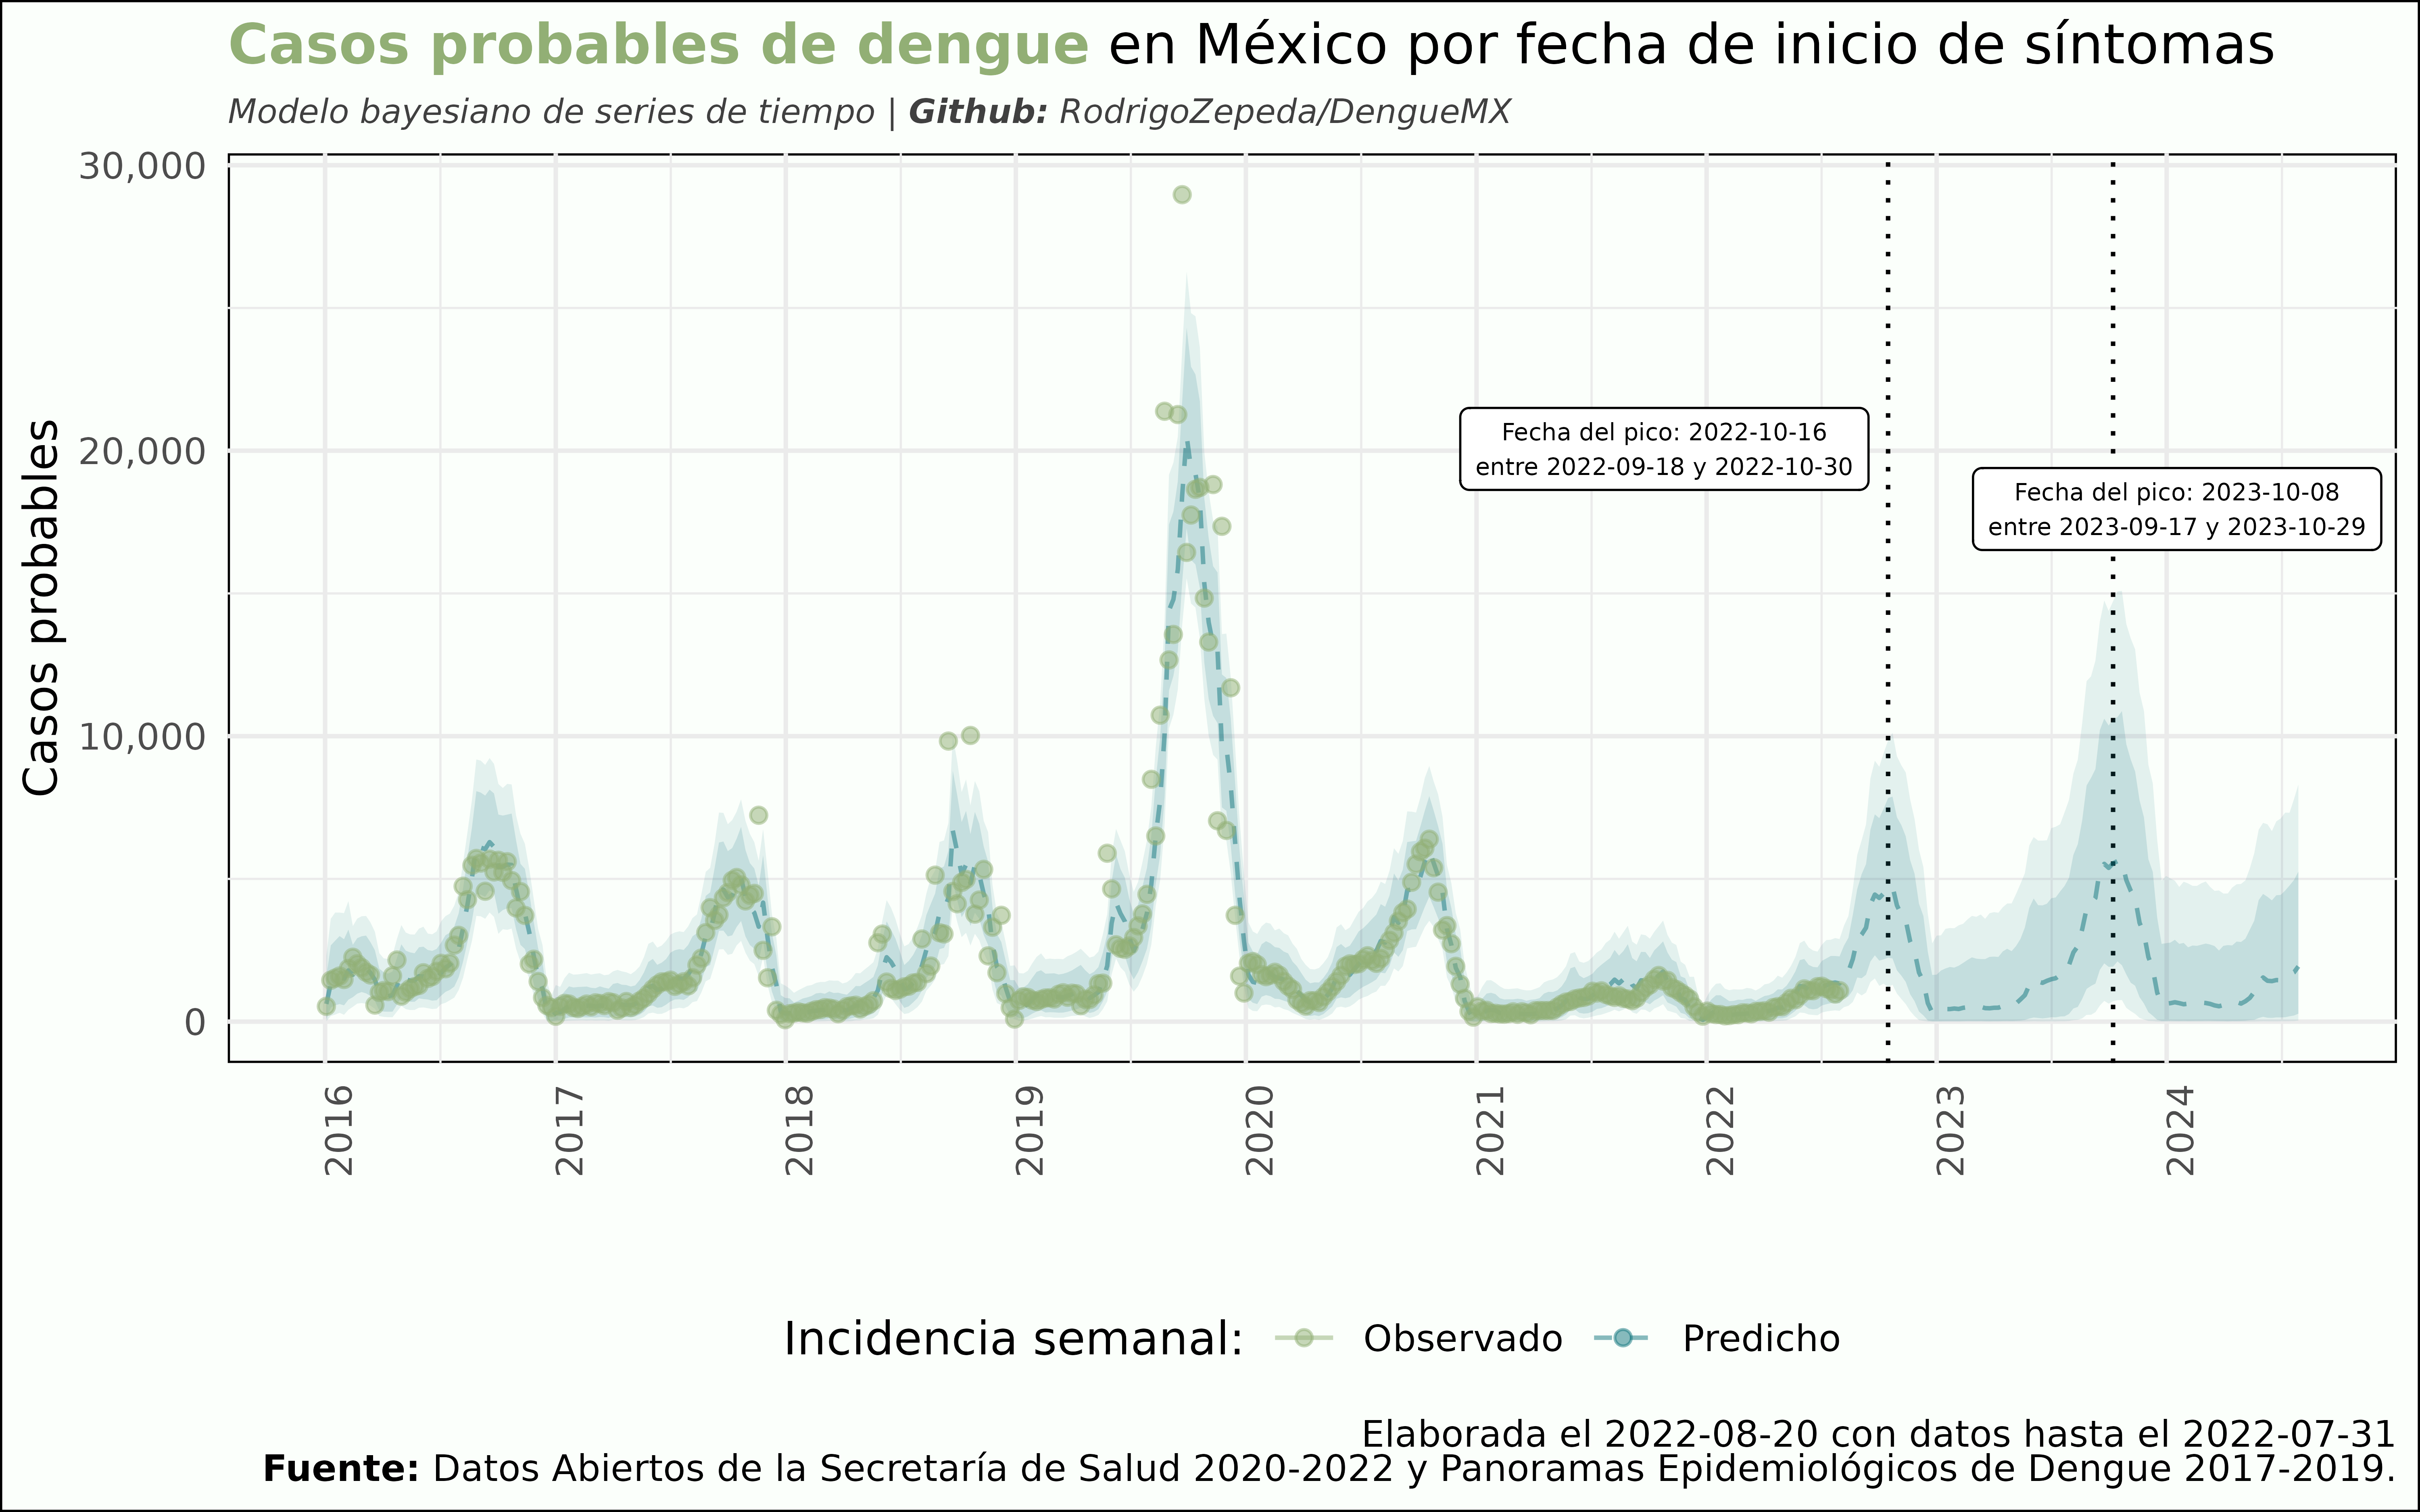 Casos probables de dengue en México por fecha de inicio de síntomas
Modelo bayesiano de series de tiempo | Github: RodrigoZepeda/DengueMX
Casos probables
30,000
20,000
10,000
0
Fecha del pico: 2022-10-16
entre 2022-09-18 y 2022-10-30
Fecha del pico: 2023-10-08
entre 2023-09-17 y 2023-10-29
2016
2017
2018
2019
2020
2021
2022
2023
2024
Incidencia semanal: Observado Predicho
Elaborada el 2022-08-20 con datos hasta el 2022-07-31
Fuente: Datos Abiertos de la Secretaría de Salud 2020-2022 y Panoramas Epidemiológicos de Dengue 2017-2019.